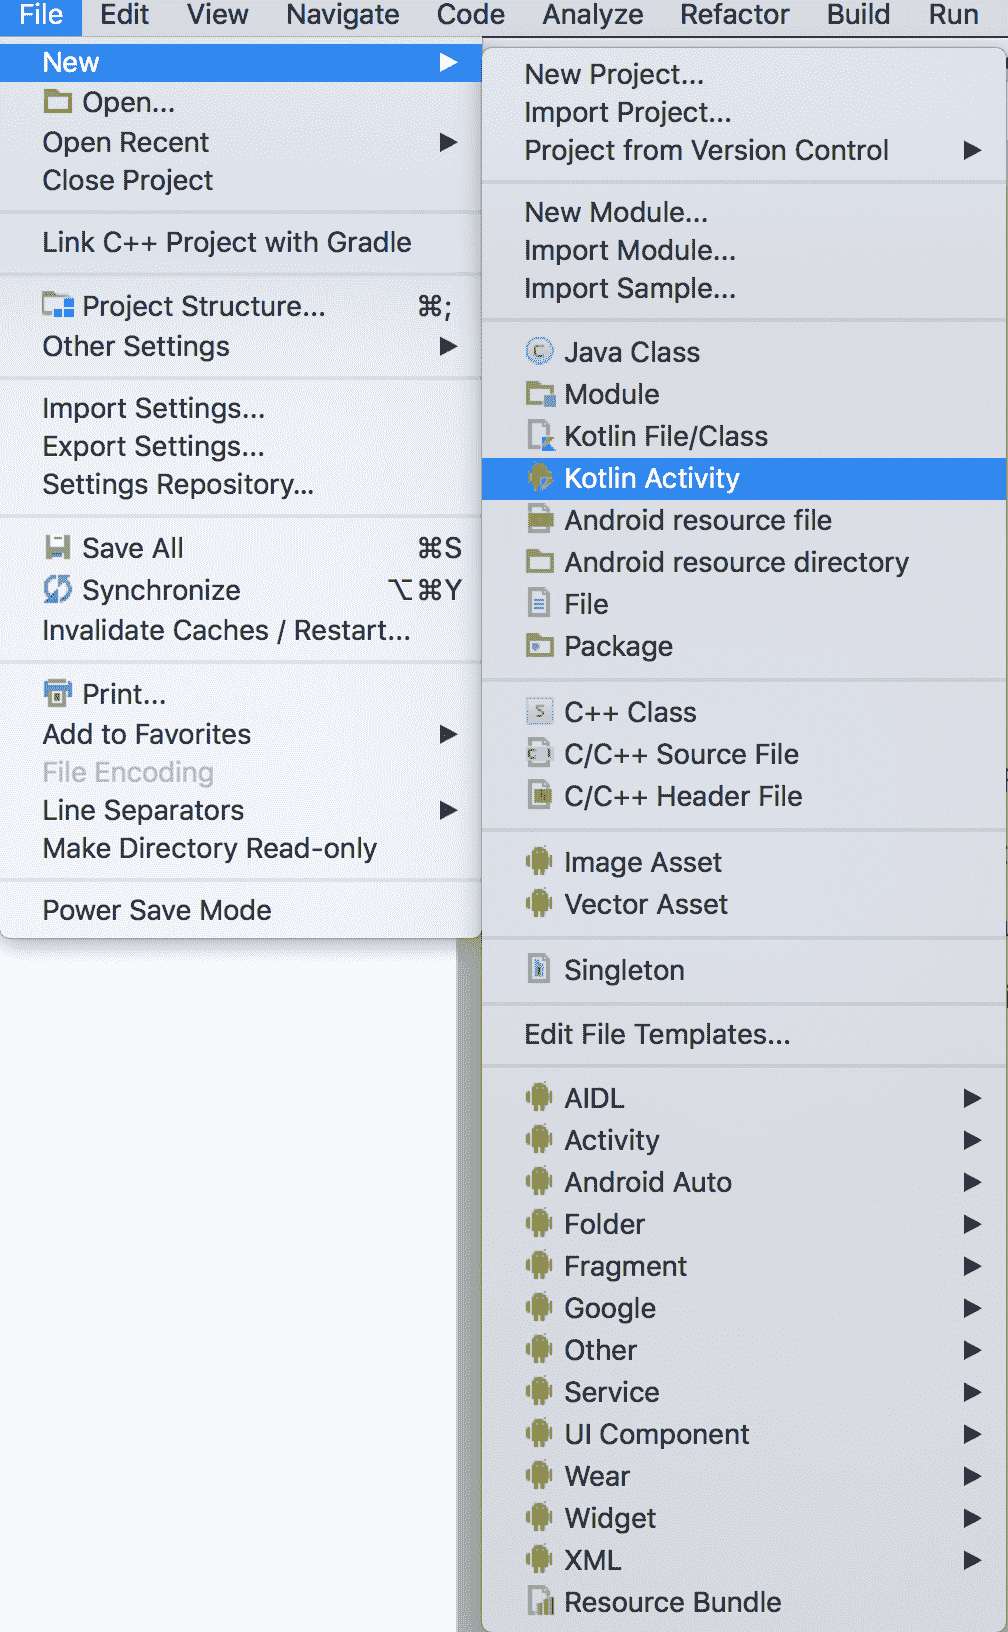 File Edit View Navigate Code Analyze Refactor Build Run
New
Open...
Open Recent
Close Project
Link C++ Project with Gradle
Project Structure... ⌘;
Other Settings
Import Settings...
Export Settings...
Settings Repository...
Save All ⌘S
Synchronize ⌥⌘Y
Invalidate Caches / Restart...
Print...
Add to Favorites
File Encoding
Line Separators
Make Directory Read-only
Power Save Mode
New Project...
Import Project...
Project from Version Control
New Module...
Import Module...
Import Sample...
Java Class
Module
Kotlin File/Class
Kotlin Activity
Android resource file
Android resource directory
File
Package
C++ Class
C/C++ Source File
C/C++ Header File
Image Asset
Vector Asset
Singleton
Edit File Templates...
AIDL
Activity
Android Auto
Folder
Fragment
Google
Other
Service
UI Component
Wear
Widget
XML
Resource Bundle